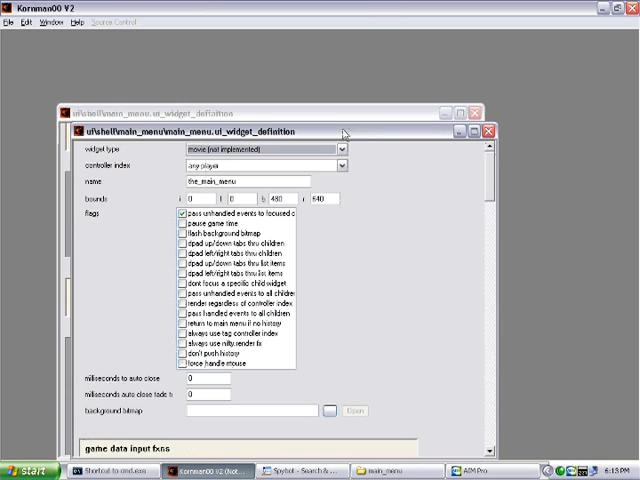 Kornman00 V2
File Edit Window Help Source Control
ui\shell\main_menu.ui_widget_definition
ui\shell\main_menu\main_menu.ui_widget_definition
widget type movie (not implemented)
controller index any player
name the_main_menu
bounds t 0 l 0 b 480 r 640
flags pass unhandled events to focused c
pause game time
flash background bitmap
dpad up/down tabs thru children
dpad left/right tabs thru children
dpad up/down tabs thru list items
dpad left/right tabs thru list items
dont focus a specific child widget
pass unhandled events to all children
render regardless of controller index
pass handled events to all children
return to main menu if no history
always use tag controller index
always use nifty render fx
don't push history
force handle mouse
milliseconds to auto close 0
milliseconds auto close fade t 0
background bitmap ... Open
game data input fxns
start Shortcut to cmd.exe Kornman00 V2 (Not... Spybot - Search & ... main_menu AIM Pro 6:13 PM